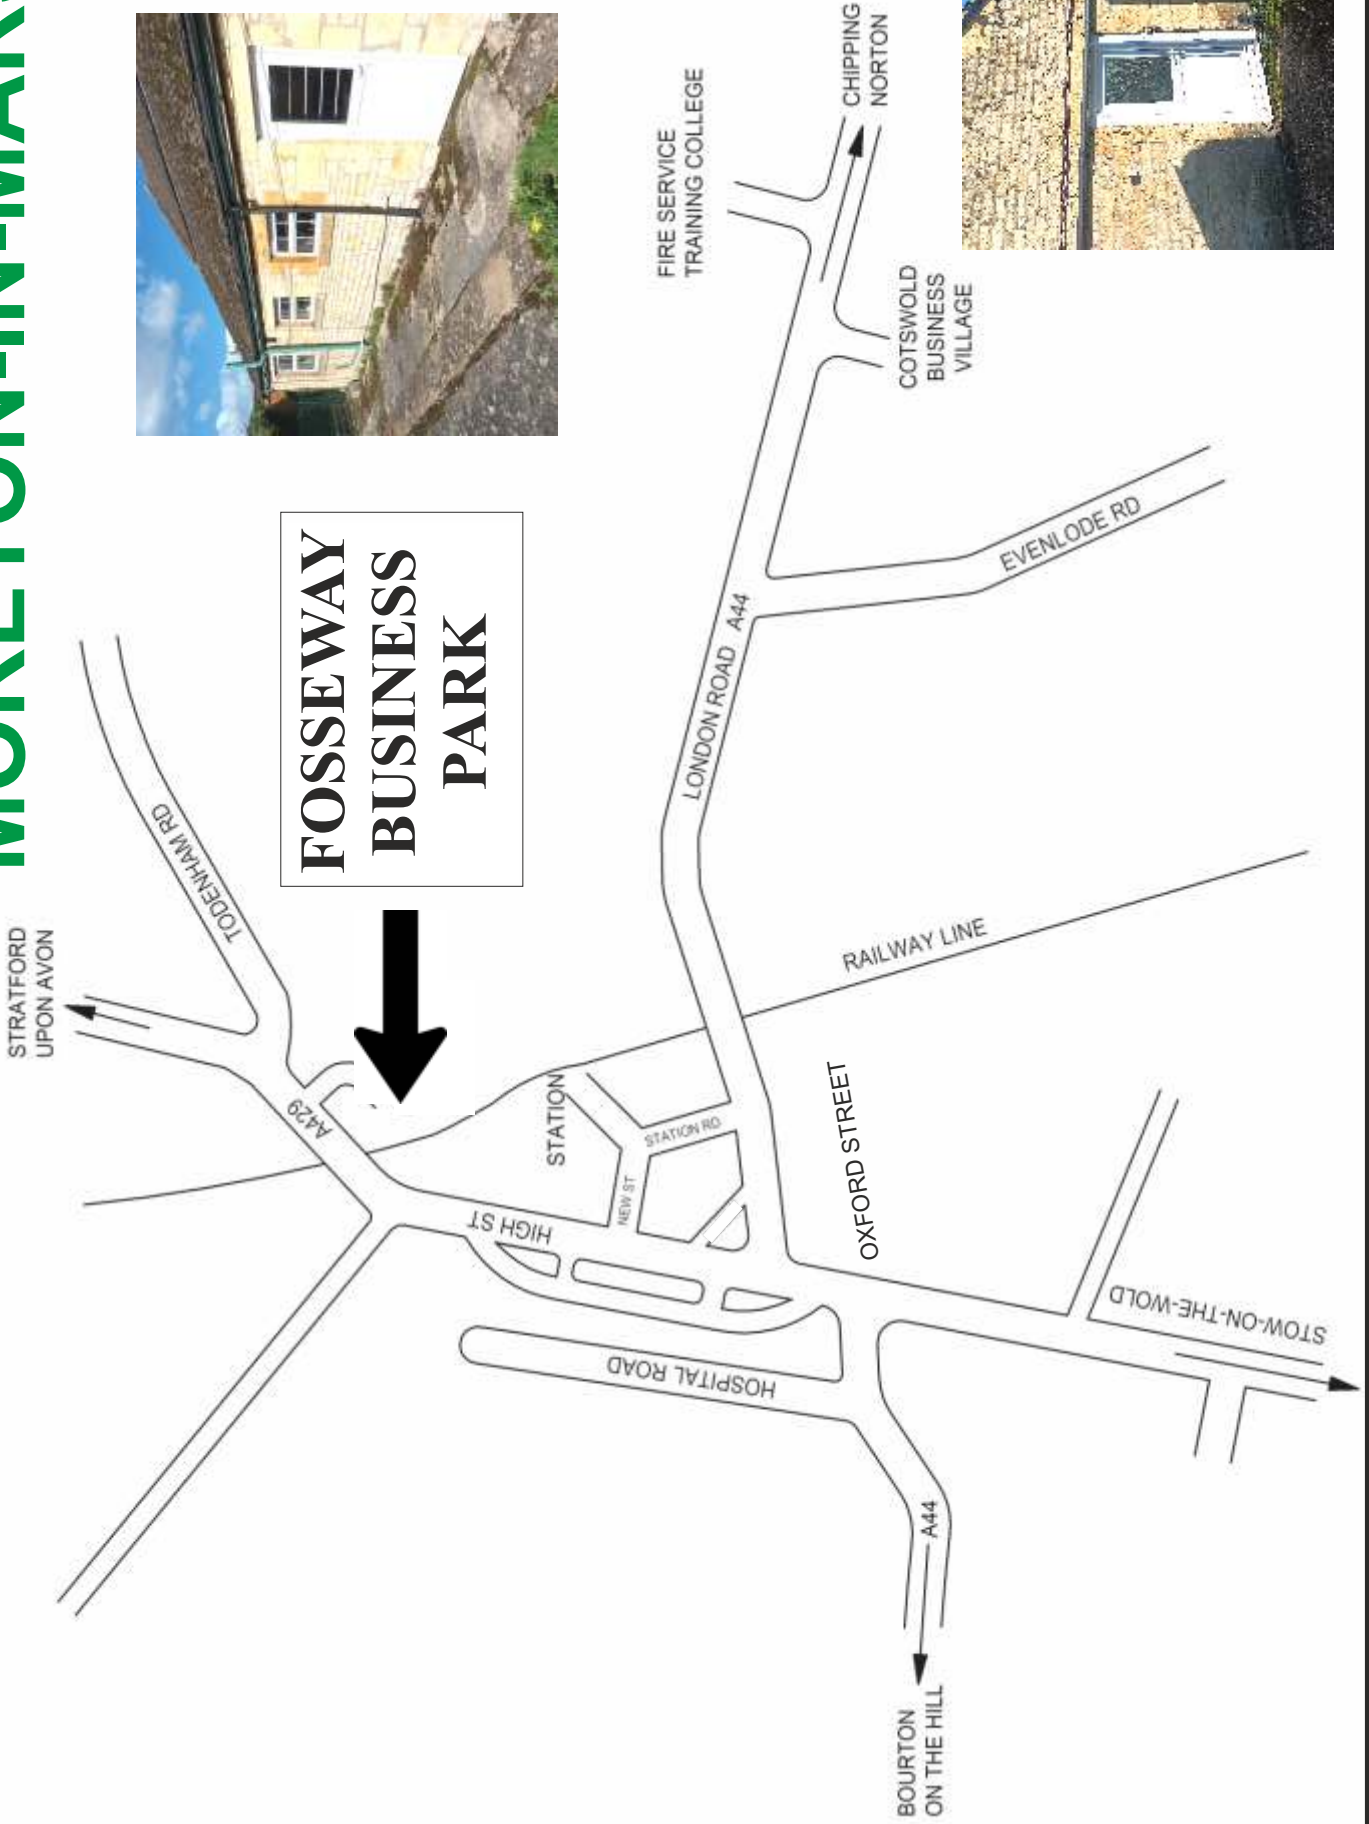 MORETON-IN-MARS
STRATFORD
UPON AVON
TODENHAM RD
A429
FOSSEWAY
BUSINESS
PARK
FIRE SERVICE
TRAINING COLLEGE
CHIPPING
NORTON
COTSWOLD
BUSINESS
VILLAGE
LONDON ROAD A44
EVENLODE RD
RAILWAY LINE
STATION
STATION RD
NEW ST
HIGH ST
OXFORD STREET
HOSPITAL ROAD
STOW-ON-THE-WOLD
A44
BOURTON
ON THE HILL